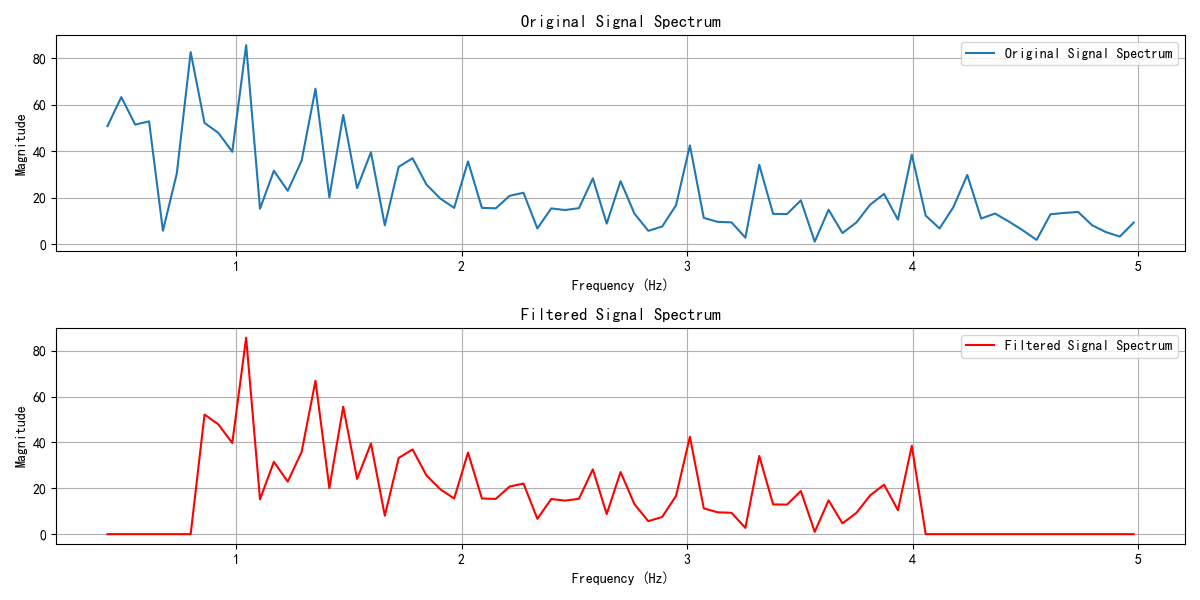 Original Signal Spectrum
Original Signal Spectrum
Magnitude
80
60
40
20
0
1 2 3 4 5
Frequency (Hz)
Filtered Signal Spectrum
Filtered Signal Spectrum
Magnitude
80
60
40
20
0
1 2 3 4 5
Frequency (Hz)